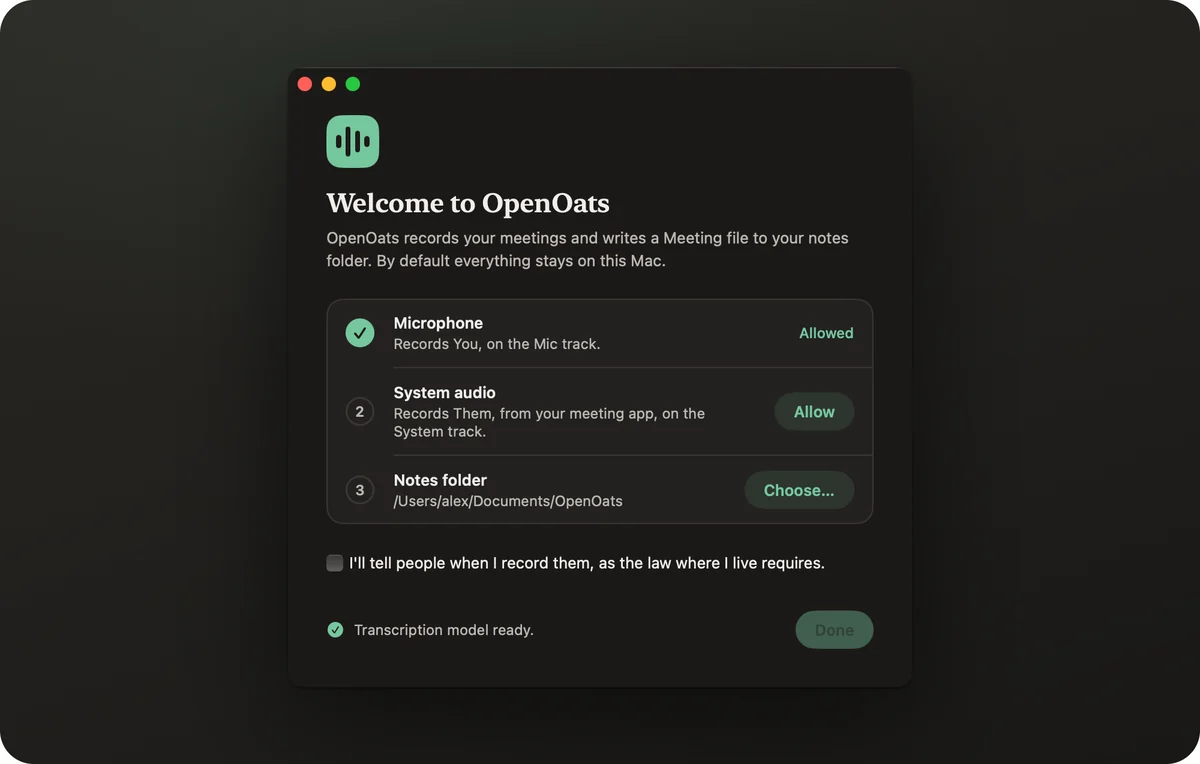 Welcome to OpenOats
OpenOats records your meetings and writes a Meeting file to your notes
folder. By default everything stays on this Mac.
Microphone
Records You, on the Mic track.
Allowed
2
System audio
Records Them, from your meeting app, on the
System track.
Allow
3
Notes folder
/Users/alex/Documents/OpenOats
Choose...
I'll tell people when I record them, as the law where I live requires.
Transcription model ready.
Done